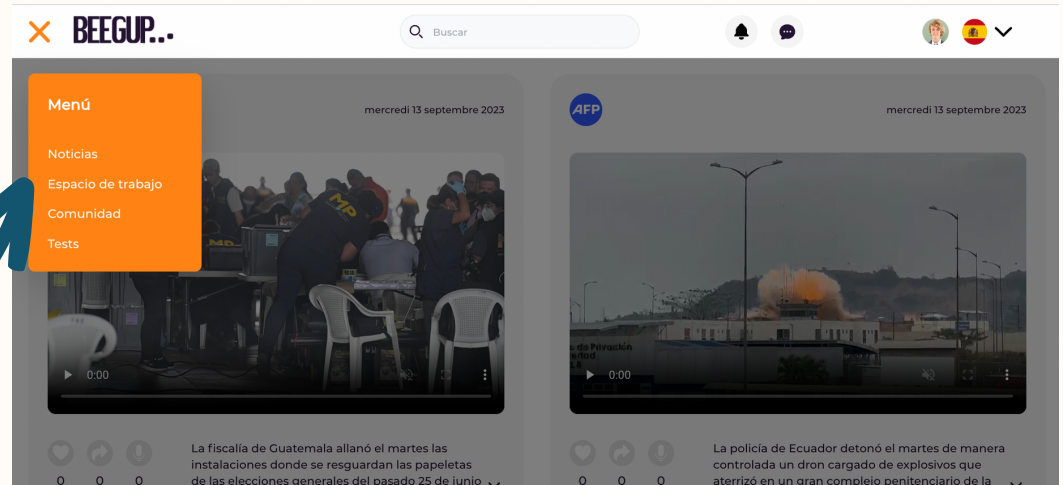 BEEGUP...
Buscar
Menú
Noticias
Espacio de trabajo
Comunidad
Tests
mercredi 13 septembre 2023
MP
0:00
0 0 0
La fiscalía de Guatemala allanó el martes las
instalaciones donde se resguardan las papeletas
de las elecciones generales del pasado 25 de junio
AFP
mercredi 13 septembre 2023
de Privación
0:00
0 0 0
La policía de Ecuador detonó el martes de manera
controlada un dron cargado de explosivos que
aterrizó en un gran complejo penitenciario de la